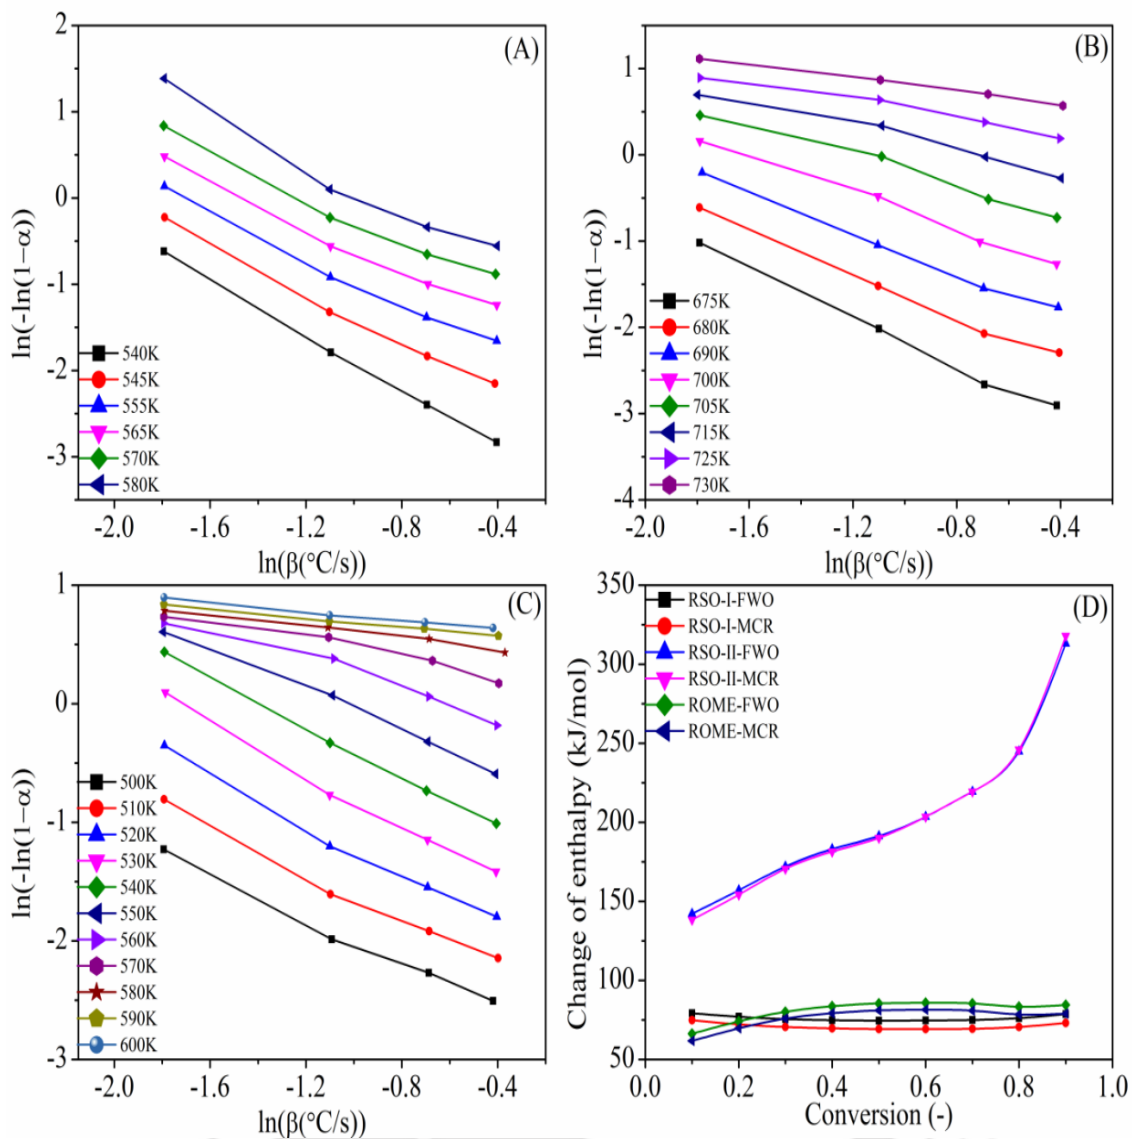 (A)
ln(-ln(1−α))
2
1
0
-1
-2
-3
540K
545K
555K
565K
570K
580K
-2.0 -1.6 -1.2 -0.8 -0.4
ln(β(°C/s))
(B)
ln(-ln(1−α))
1
0
-1
-2
-3
-4
675K
680K
690K
700K
705K
715K
725K
730K
-2.0 -1.6 -1.2 -0.8 -0.4
ln(β(°C/s))
(C)
ln(-ln(1−α))
1
0
-1
-2
-3
500K
510K
520K
530K
540K
550K
560K
570K
580K
590K
600K
-2.0 -1.6 -1.2 -0.8 -0.4
ln(β(°C/s))
(D)
Change of enthalpy (kJ/mol)
350
300
250
200
150
100
50
RSO-I-FWO
RSO-I-MCR
RSO-II-FWO
RSO-II-MCR
ROME-FWO
ROME-MCR
0.0 0.2 0.4 0.6 0.8 1.0
Conversion (-)